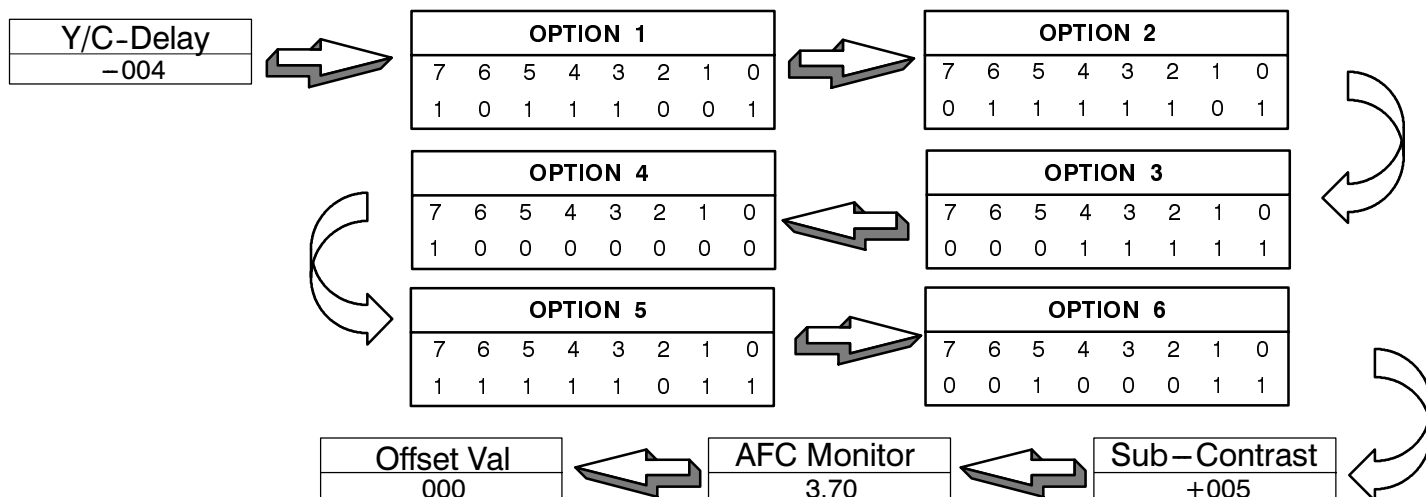 Y/C-Delay
−004
OPTION 1
7 6 5 4 3 2 1 0
1 0 1 1 1 0 0 1
OPTION 2
7 6 5 4 3 2 1 0
0 1 1 1 1 1 0 1
OPTION 3
7 6 5 4 3 2 1 0
0 0 0 1 1 1 1 1
OPTION 4
7 6 5 4 3 2 1 0
1 0 0 0 0 0 0 0
OPTION 5
7 6 5 4 3 2 1 0
1 1 1 1 1 0 1 1
OPTION 6
7 6 5 4 3 2 1 0
0 0 1 0 0 0 1 1
Sub−Contrast
+005
AFC Monitor
3.70
Offset Val
000